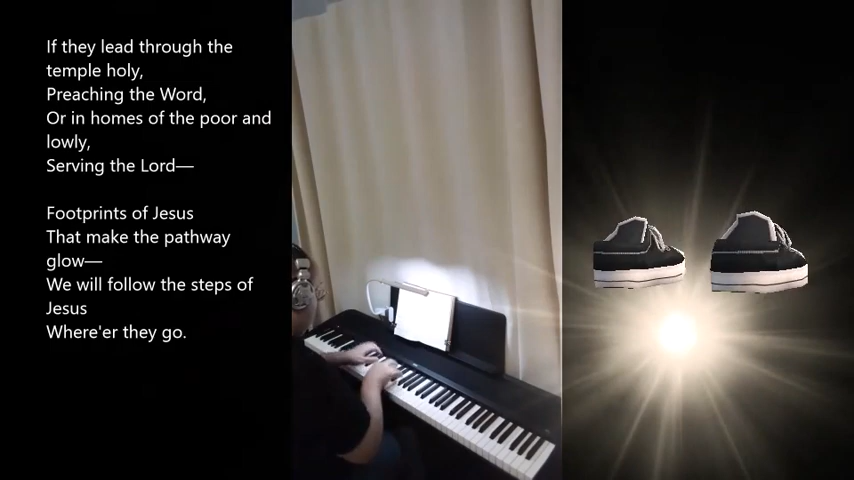 If they lead through the
temple holy,
Preaching the Word,
Or in homes of the poor and
lowly,
Serving the Lord—
Footprints of Jesus
That make the pathway
glow—
We will follow the steps of
Jesus
Where'er they go.